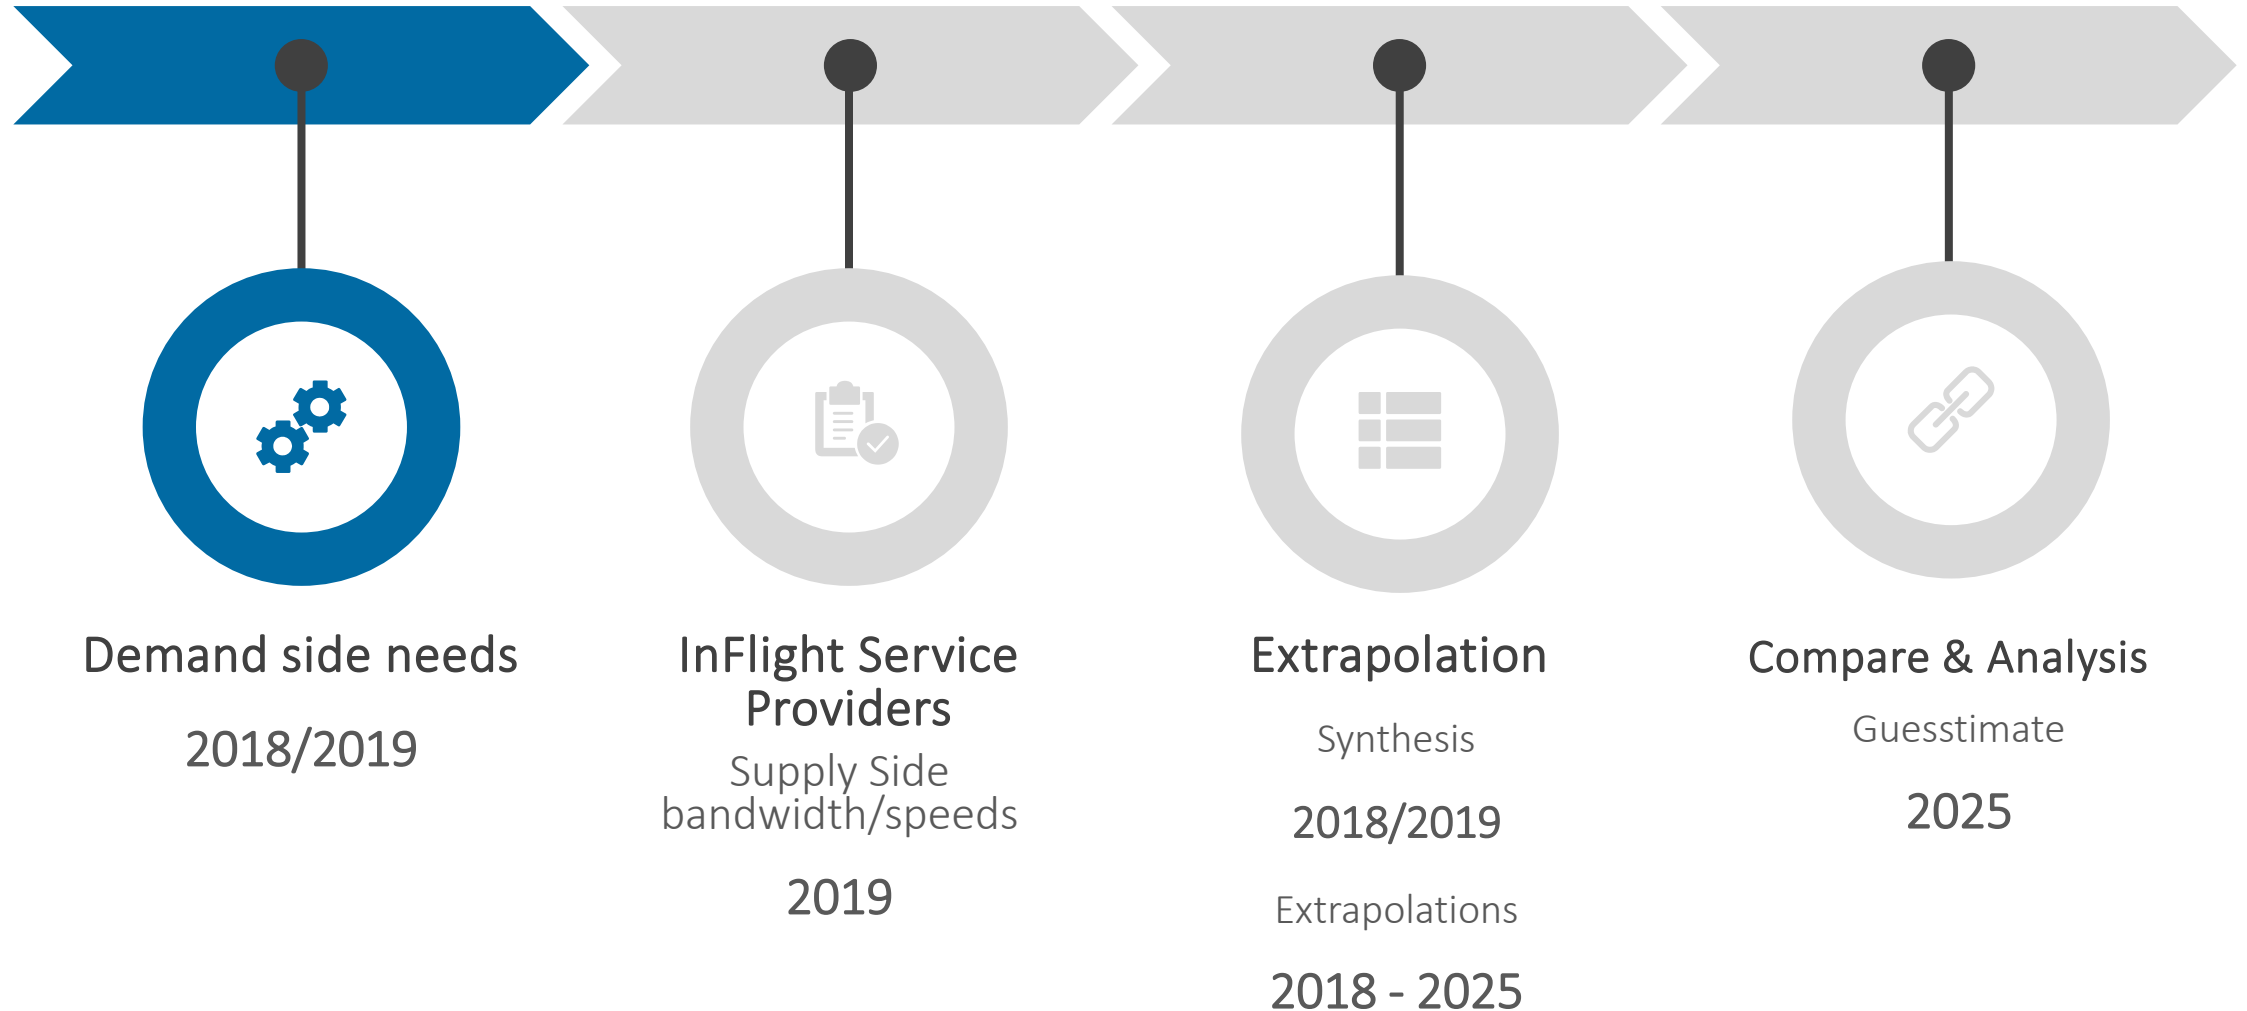 Demand side needs
2018/2019
InFlight Service
Providers
Supply Side
bandwidth/speeds
2019
Extrapolation
Synthesis
2018/2019
Extrapolations
2018 - 2025
Compare & Analysis
Guesstimate
2025